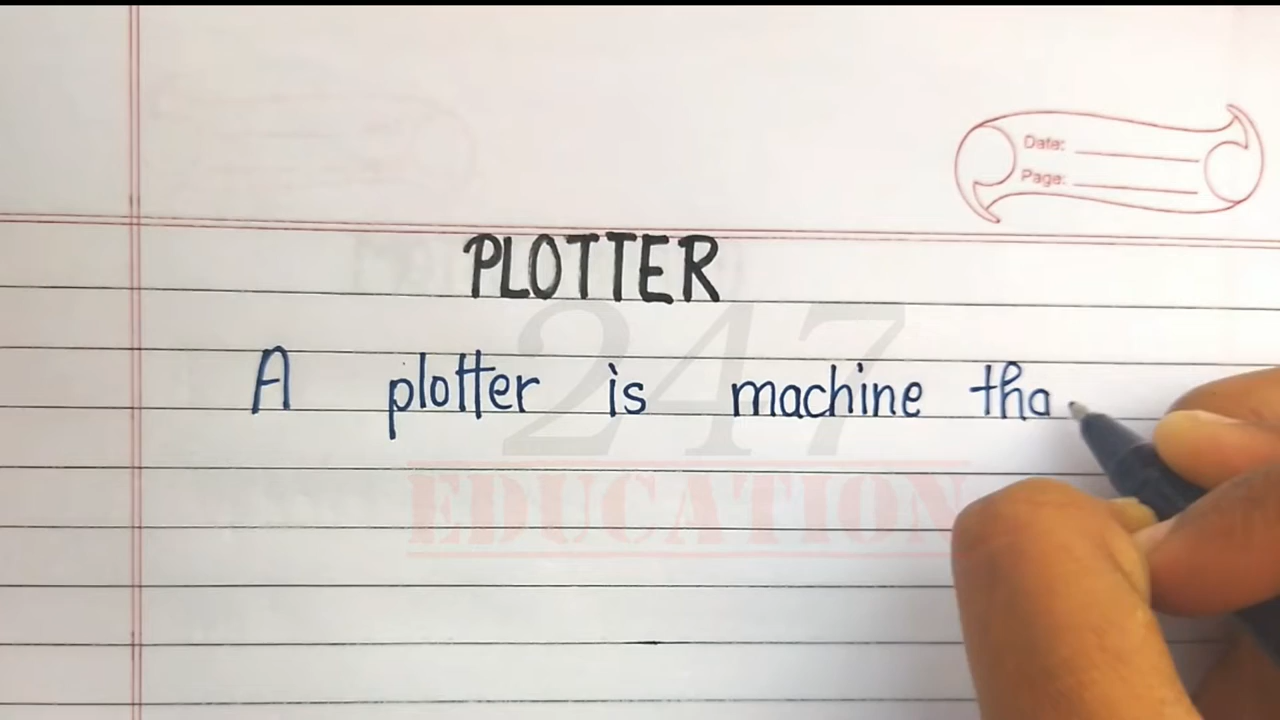 Date:
Page:
PLOTTER
A plotter is machine tha
247
EDUCATION